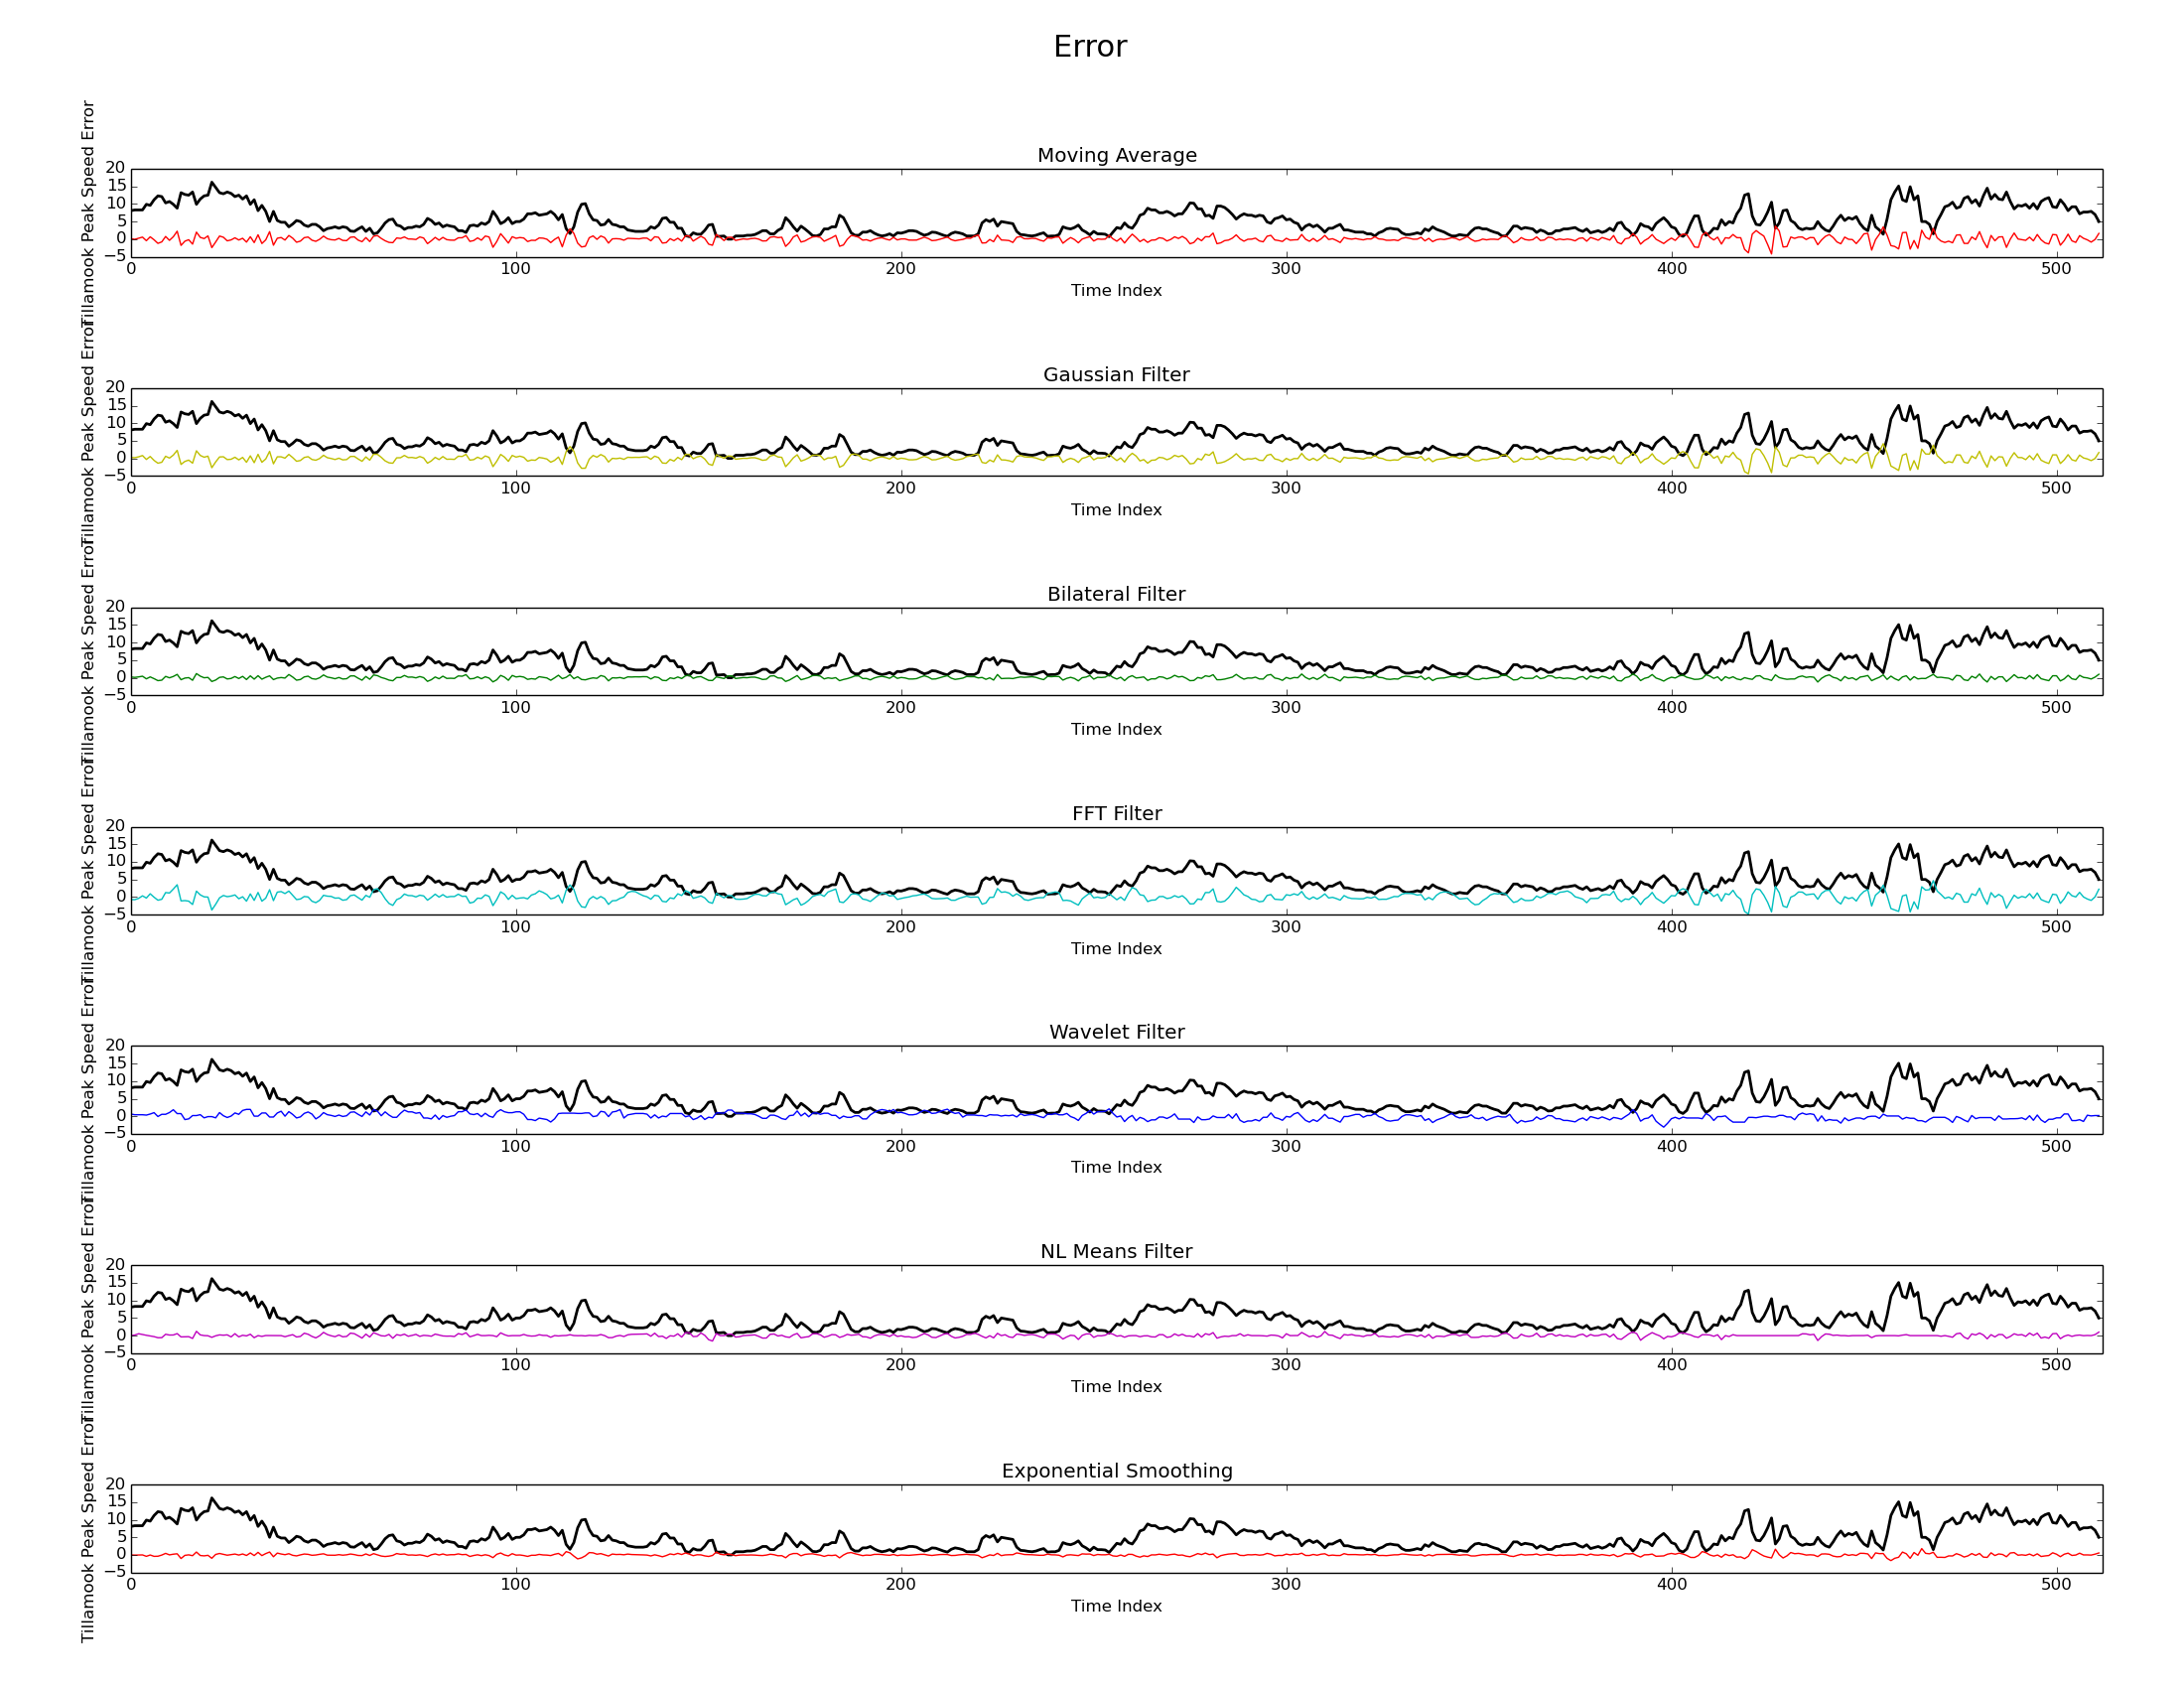 Error
Moving Average
Tillamook Peak Speed Error
20
15
10
5
0
−5
0 100 200 300 400 500
Time Index
Gaussian Filter
Tillamook Peak Speed Error
20
15
10
5
0
−5
0 100 200 300 400 500
Time Index
Bilateral Filter
Tillamook Peak Speed Error
20
15
10
5
0
−5
0 100 200 300 400 500
Time Index
FFT Filter
Tillamook Peak Speed Error
20
15
10
5
0
−5
0 100 200 300 400 500
Time Index
Wavelet Filter
Tillamook Peak Speed Error
20
15
10
5
0
−5
0 100 200 300 400 500
Time Index
NL Means Filter
Tillamook Peak Speed Error
20
15
10
5
0
−5
0 100 200 300 400 500
Time Index
Exponential Smoothing
Tillamook Peak Speed Error
20
15
10
5
0
−5
0 100 200 300 400 500
Time Index